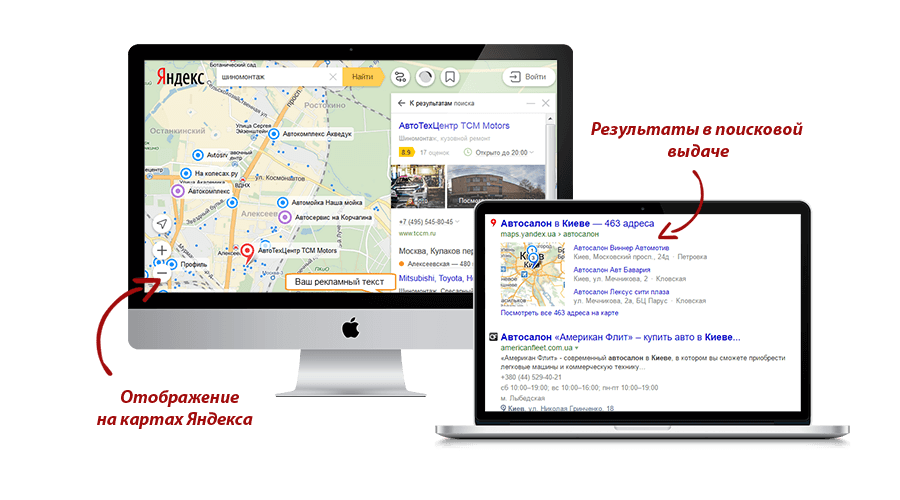 Яндекс
шиномонтаж
Найти
Войти
Ботанический сад
Ростокино
Останкинский
Улица Сергея
Эйзенштейна
Автокомплекс Акведук
Autosrv
На колесах.ру
ВДНХ
ул. Космонавтов
Автокомплекс
Автомойка Наша мойка
Алексеево
Автосервис на Корчагина
АвтоТехЦентр TCM Motors
Профиль
Ваш рекламный текст
К результатам поиска
АвтоТехЦентр TCM Motors
Шиномонтаж, кузовной ремонт
8,9 17 оценок Открыто до 20:00
+7 (495) 545-80-45
www.tccm.ru
Москва, Кулаков пер
Алексеевская — 480
Mitsubishi, Toyota, H
Отображение
на картах Яндекса
Результаты в поисковой
выдаче
Автосалон в Киеве — 463 адреса
maps.yandex.ua › автосалон
Киев
Автосалон Виннер Автомотив
Киев, Московский просп., 24д · Петровка
Автосалон Авт Бавария
Киев, ул. Мечникова, 2 · Кловская
Автосалон Лексус сити плаза
ул. Мечникова, 2а, БЦ Парус · Кловская
Посмотреть все 463 адреса на карте
Автосалон «Американ Флит» – купить авто в Киеве...
americanfleet.com.ua
«Американ Флит» - современный автосалон в Киеве, в котором вы сможете приобрести
легковые машины и коммерческую технику…
+380 (44) 529-40-21
сб 10:00–19:00; вс 10:00–16:00; пн-пт 10:00–19:00
м. Лыбедская
Киев, ул. Николая Гринченко, 18